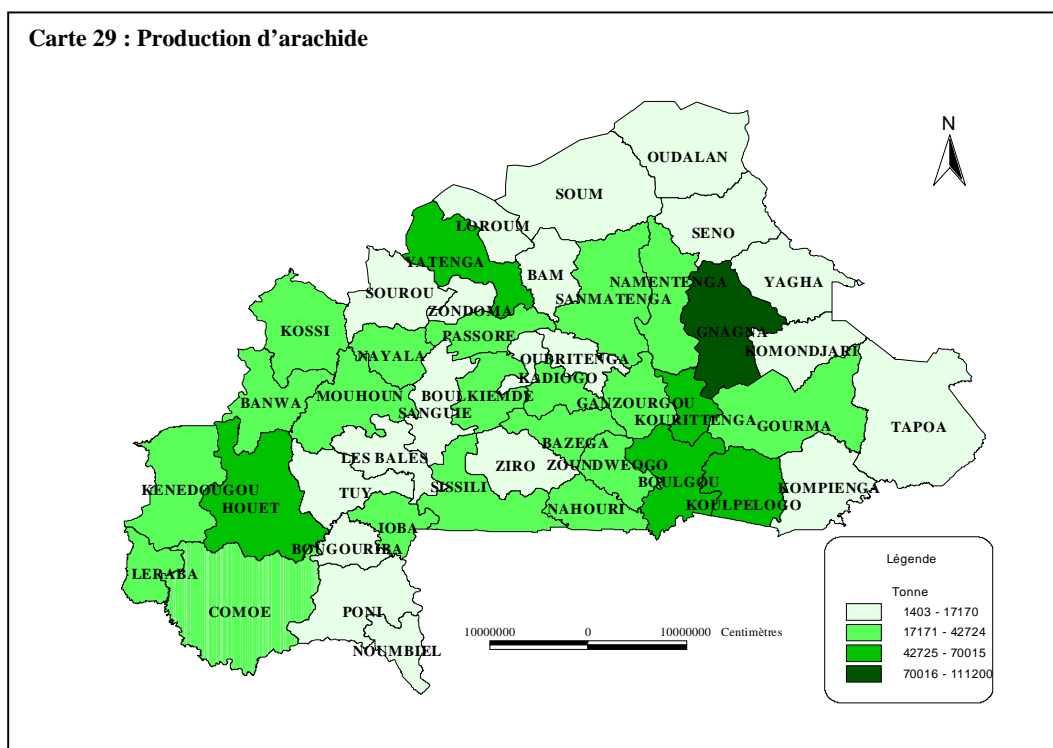 Carte 29 : Production d'arachide
N
OUDALAN
SOUM
LOROUM
SENO
YATENGA
BAM
NAMENTENGA
YAGHA
SOUROU
SANMATENGA
ZONDOMA
KOSSI
PASSORE
GNAGNA
KOMONDJARI
NAYALA
OUBRITENGA
KADIOGO
BANWA
MOUHOUN
BOULKIEMDE
GANZOURGOU
SANGUIE
KOURITTENGA
GOURMA
TAPOA
BAZEGA
LES BALES
ZIRO
ZOUNDWEOGO
BOULGOU
KENEDOUGOU
TUY
SISSILI
KOMPIENGA
HOUET
NAHOURI
KOULPELOGO
IOBA
BOUGOURIBA
LERABA
COMOE
PONI
NOUMBIEL
10000000 0 10000000 Centimètres
Légende
Tonne
1403 - 17170
17171 - 42724
42725 - 70015
70016 - 111200